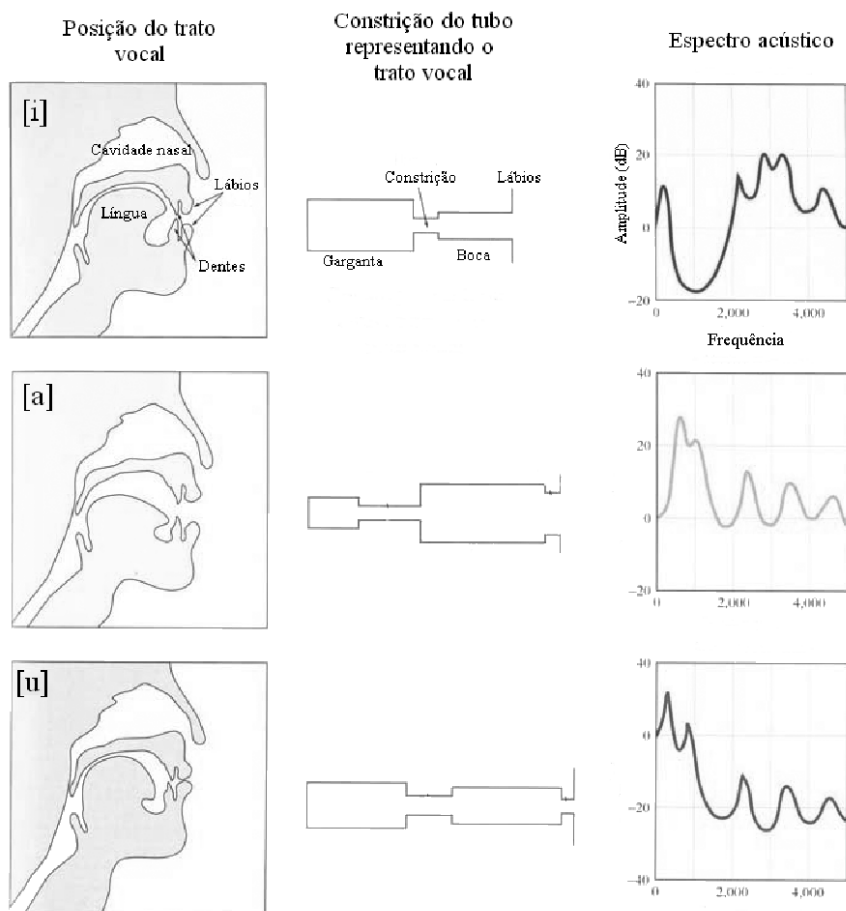 Posição do trato
vocal
Constrição do tubo
representando o
trato vocal
Espectro acústico
[i]
Cavidade nasal
Língua
Lábios
Dentes
Constrição
Lábios
Garganta
Boca
Amplitude (dB)
40
20
0
–20
0
2,000
4,000
Frequência
[a]
40
20
0
–20
0
2,000
4,000
[u]
40
0
–20
–40
0
2,000
4,000